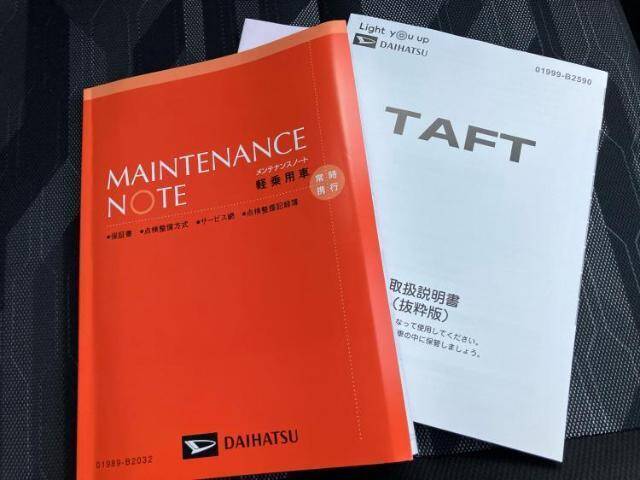 MAINTENANCE
NOTE
メンテナンスノート
軽乗用車
常時
携行
●保証書 ●点検整備方式 ●サービス網 ●点検整備記録簿
DAIHATSU
01989-B2032
Light you up
DAIHATSU
01999-B2590
TAFT
取扱説明書
（抜粋版）
なって使用してください。
車の中に保管しましょう。